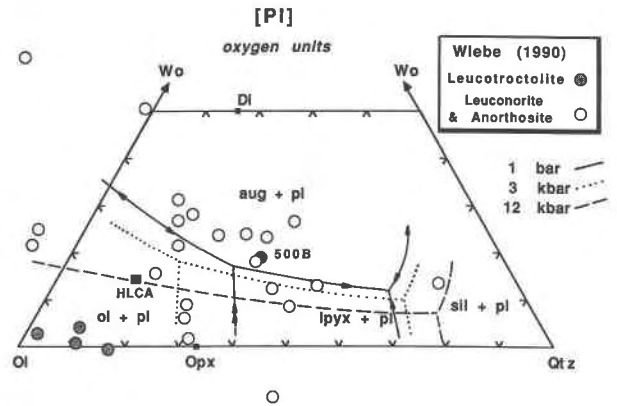 [Pl]
oxygen units
Wiebe (1990)
Leucotroctolite
Leuconorite
& Anorthosite
Wo
Wo
Di
1 bar
3 kbar
12 kbar
aug + pl
500B
HLCA
ol + pl
lpyx + pl
sil + pl
Ol
Opx
Qtz